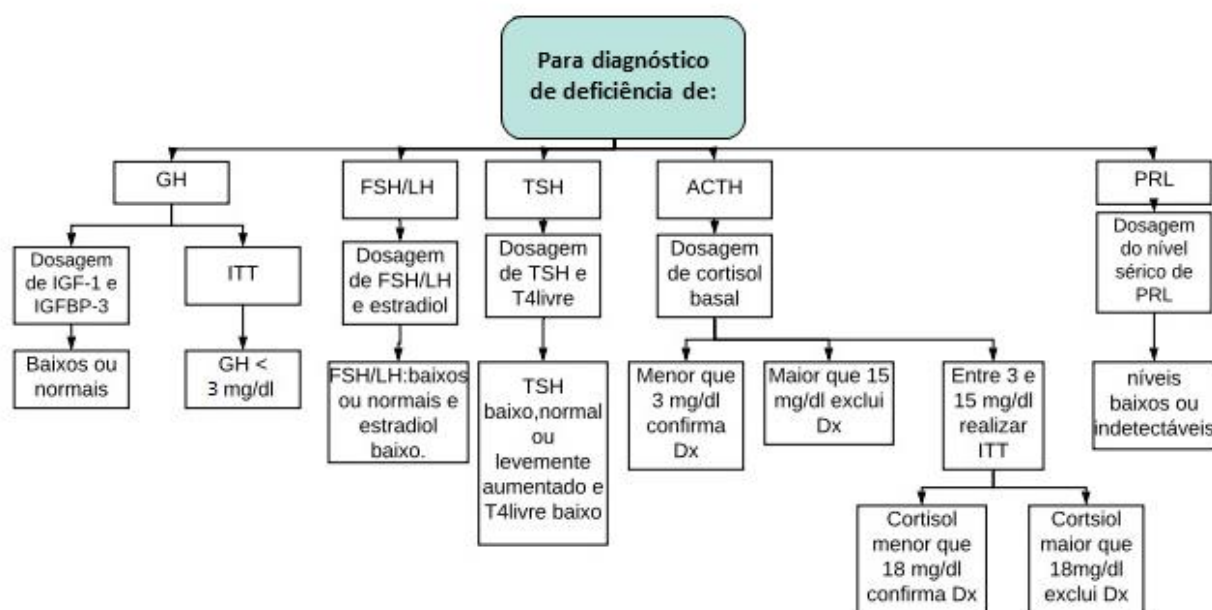 Para diagnóstico
de deficiência de:
GH
FSH/LH
TSH
ACTH
PRL
Dosagem
de IGF-1 e
IGFBP-3
ITT
Dosagem
de FSH/LH
e estradiol
Dosagem
de TSH e
T4livre
Dosagem
de cortisol
basal
Dosagem
do nível
sérico de
PRL
Baixos ou
normais
GH <
3 mg/dl
FSH/LH:baixos
ou normais e
estradiol
baixo.
TSH
baixo,normal
ou
levemente
aumentado e
T4livre baixo
Menor que
3 mg/dl
confirma
Dx
Maior que 15
mg/dl exclui
Dx
Entre 3 e
15 mg/dl
realizar
ITT
níveis
baixos ou
indetectáveis
Cortisol
menor que
18 mg/dl
confirma Dx
Cortsiol
maior que
18mg/dl
exclui Dx